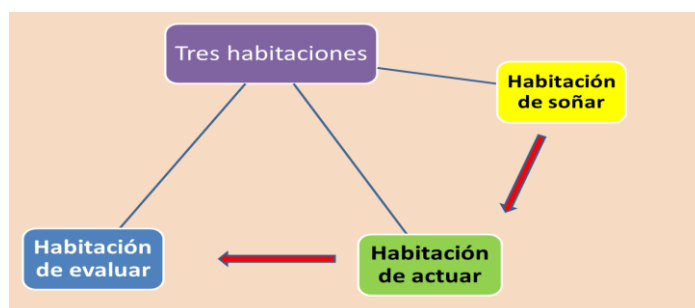 Tres habitaciones
Habitación
de soñar
Habitación
de evaluar
Habitación
de actuar